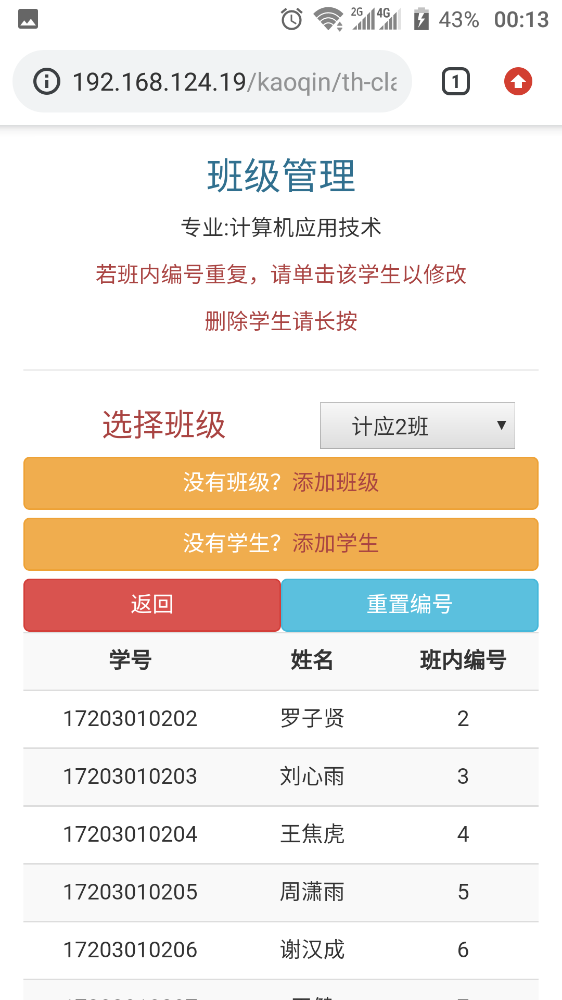 2G 4G 43% 00:13
192.168.124.19/kaoqin/th-cla 1
班级管理
专业:计算机应用技术
若班内编号重复，请单击该学生以修改
删除学生请长按
选择班级 计应2班
没有班级？添加班级
没有学生？添加学生
返回 重置编号
学号 姓名 班内编号
17203010202 罗子贤 2
17203010203 刘心雨 3
17203010204 王焦虎 4
17203010205 周潇雨 5
17203010206 谢汉成 6